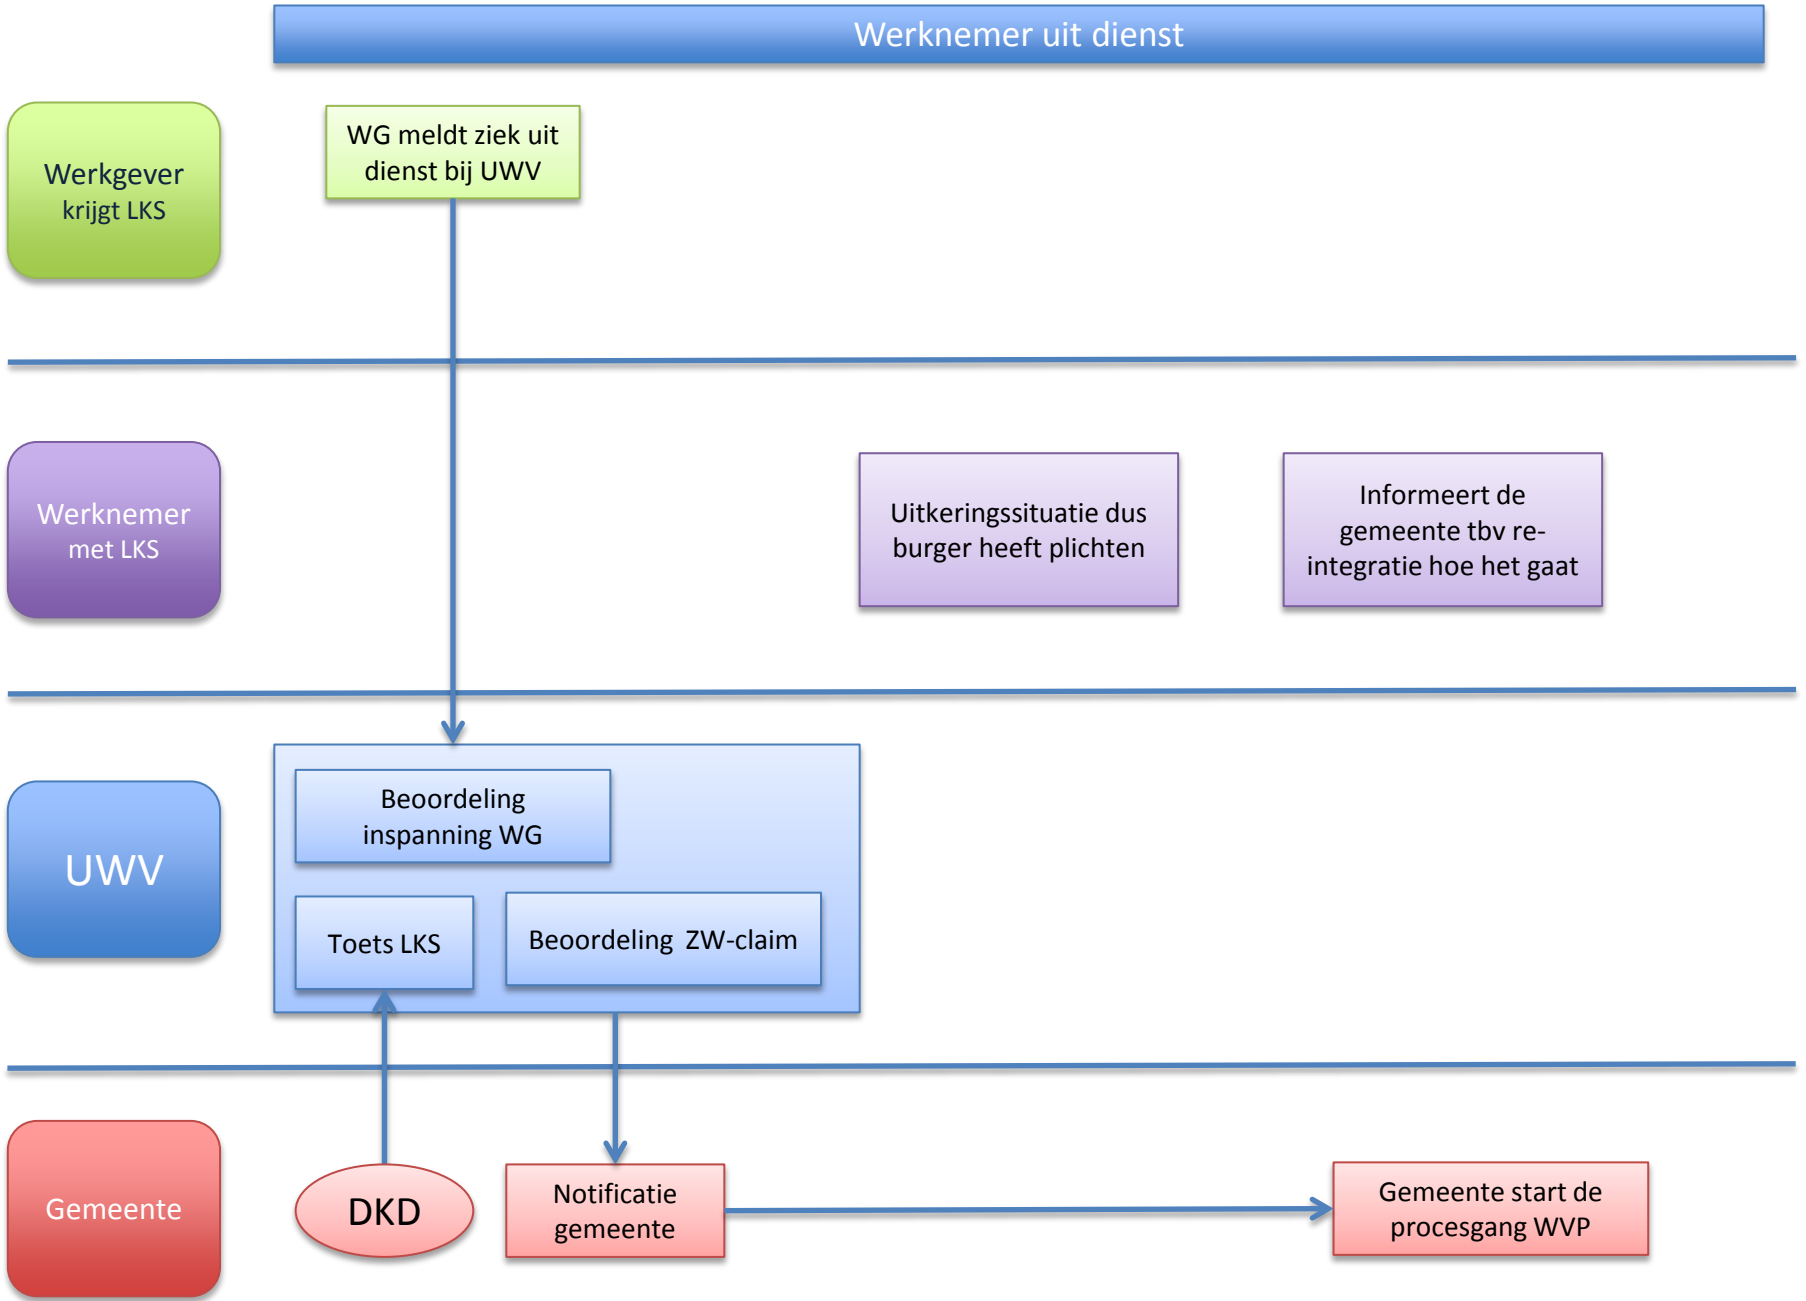 Werknemer uit dienst
Werkgever
krijgt LKS
WG meldt ziek uit
dienst bij UWV
Werknemer
met LKS
Uitkeringssituatie dus
burger heeft plichten
Informeert de
gemeente tbv re-
integratie hoe het gaat
UWV
Beoordeling
inspanning WG
Toets LKS
Beoordeling ZW-claim
Gemeente
DKD
Notificatie
gemeente
Gemeente start de
procesgang WVP